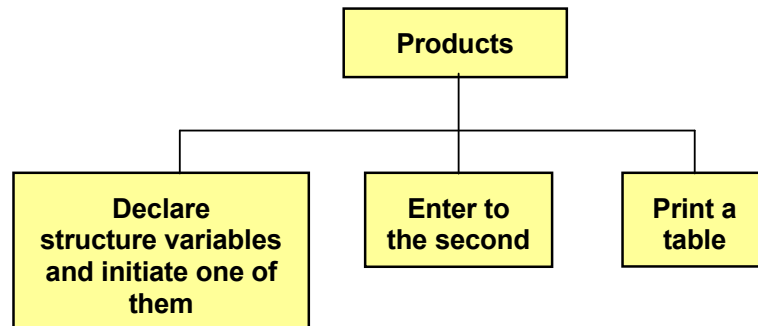 Products
Declare
structure variables
and initiate one of
them
Enter to
the second
Print a
table